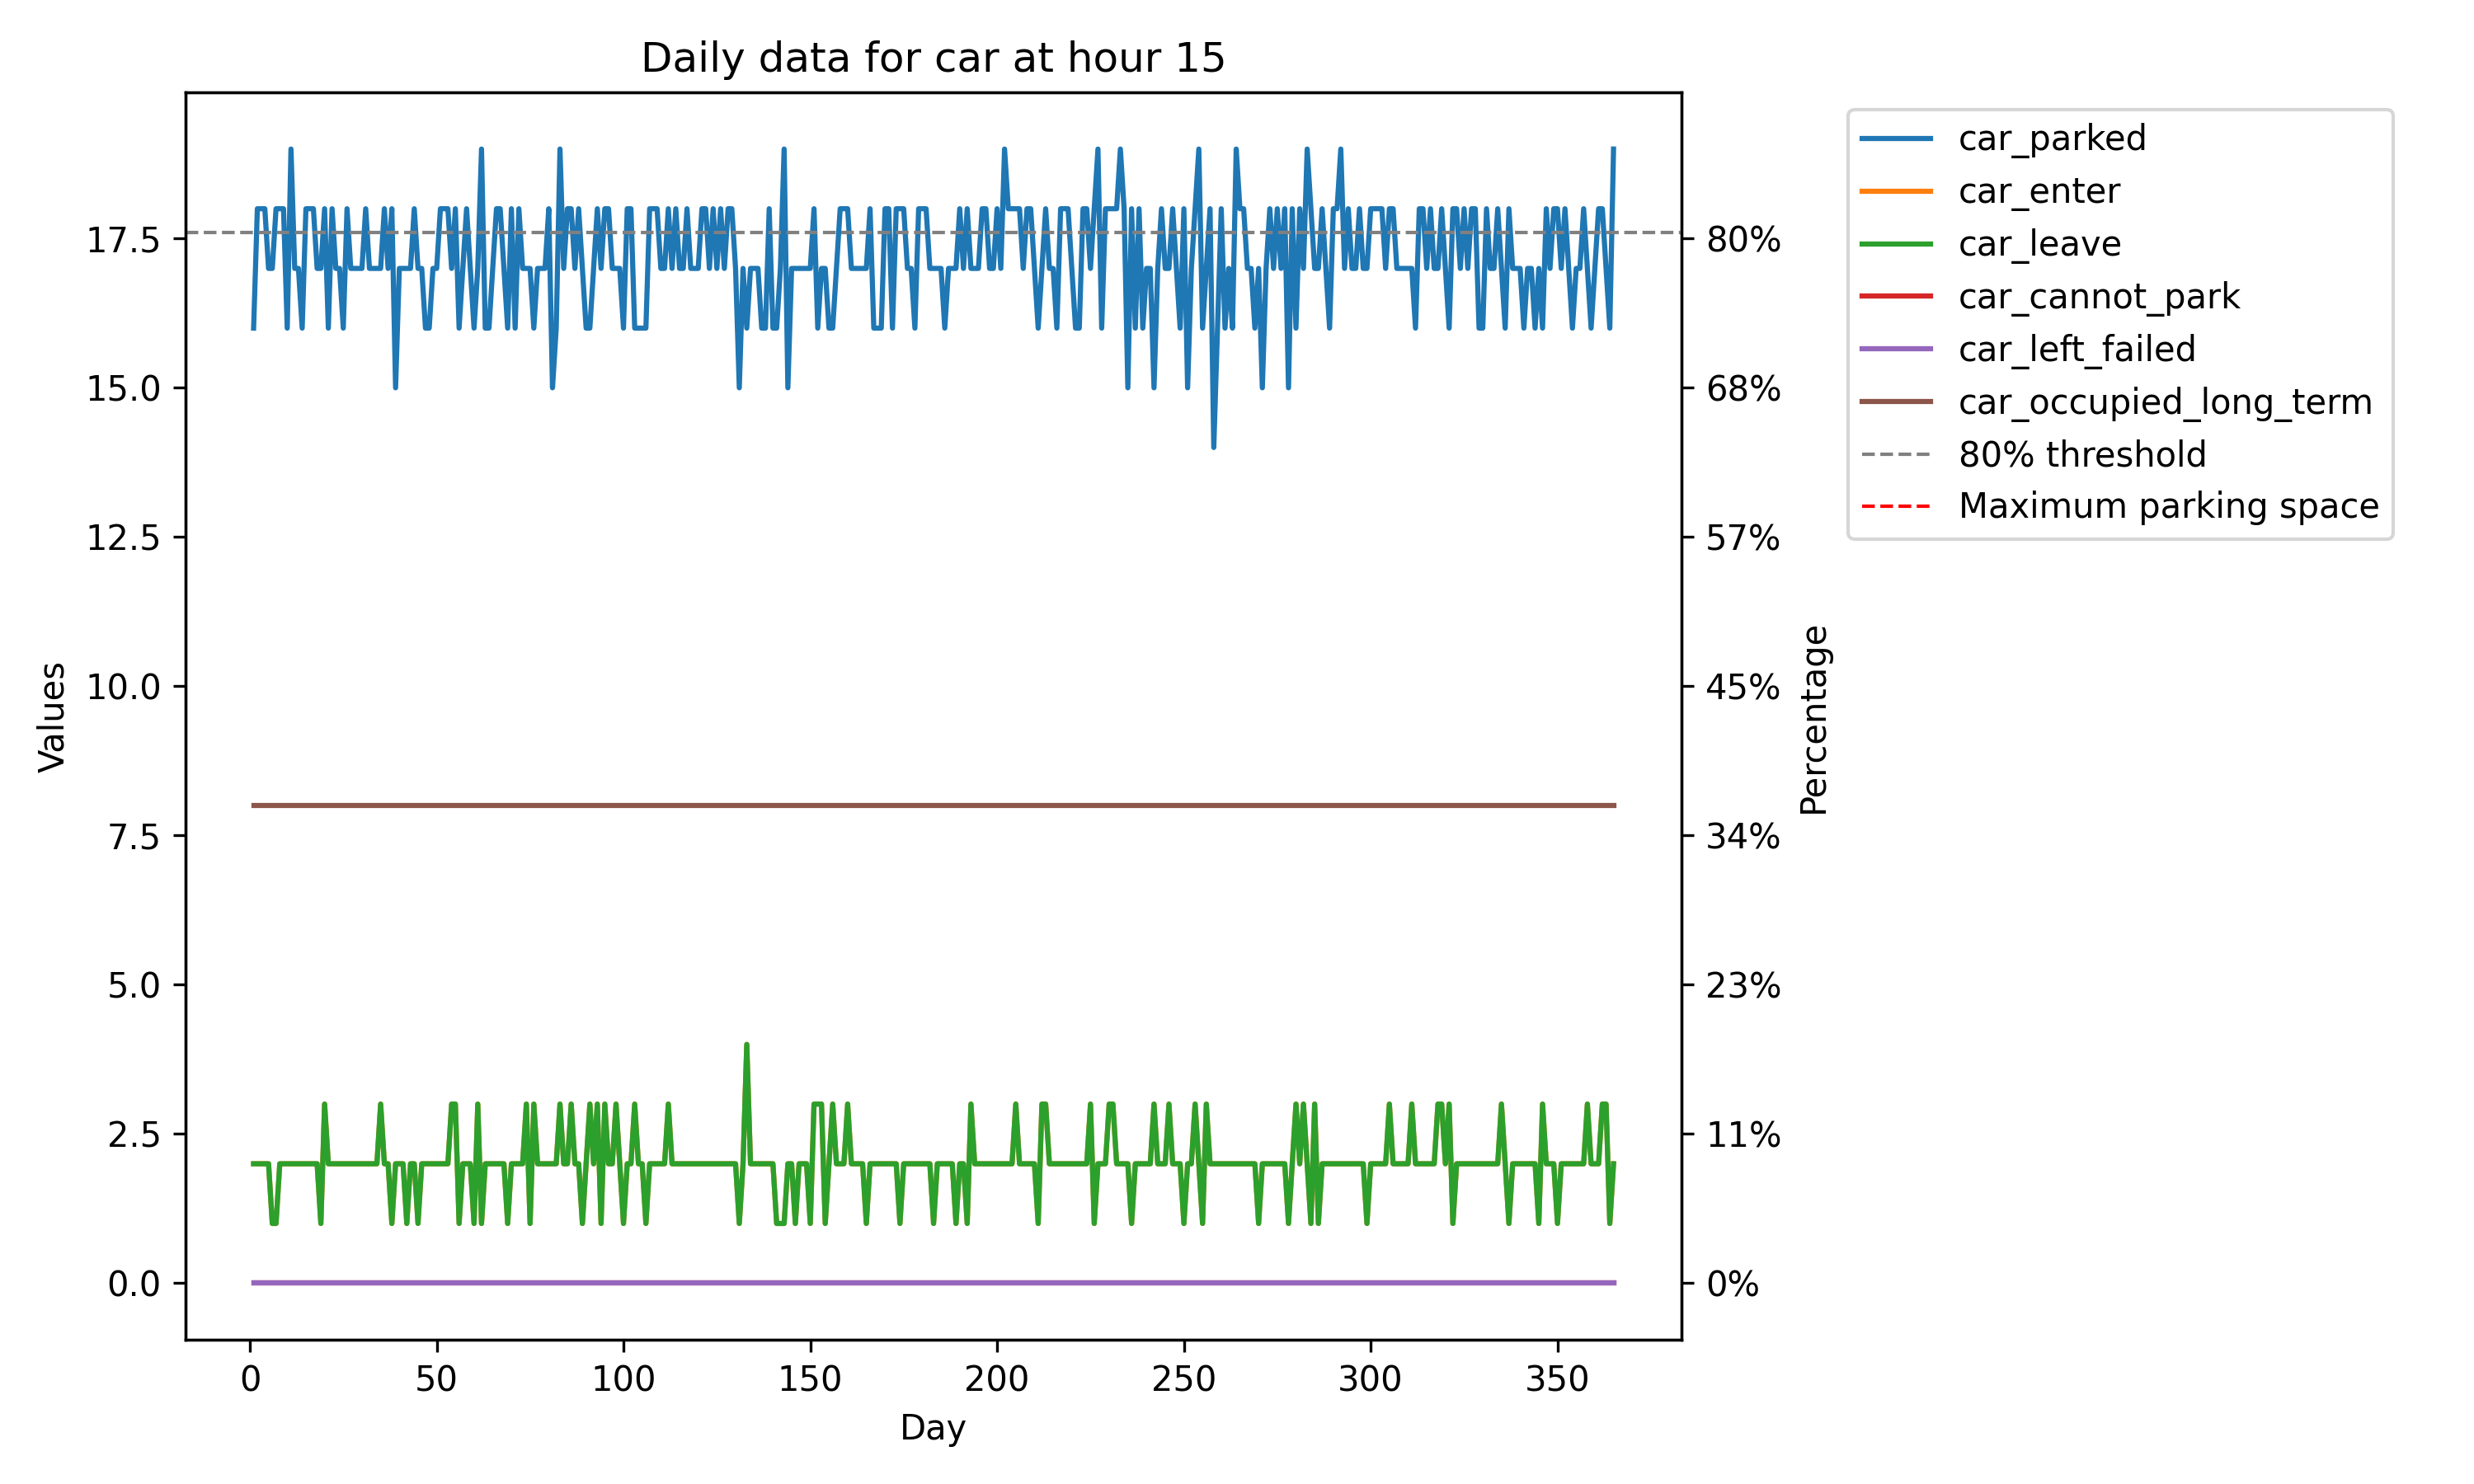 Daily data for car at hour 15
car_parked
car_enter
car_leave
car_cannot_park
car_left_failed
car_occupied_long_term
80% threshold
Maximum parking space
Values
17.5
15.0
12.5
10.0
7.5
5.0
2.5
0.0
80%
68%
57%
45%
34%
23%
11%
0%
Percentage
0 50 100 150 200 250 300 350
Day